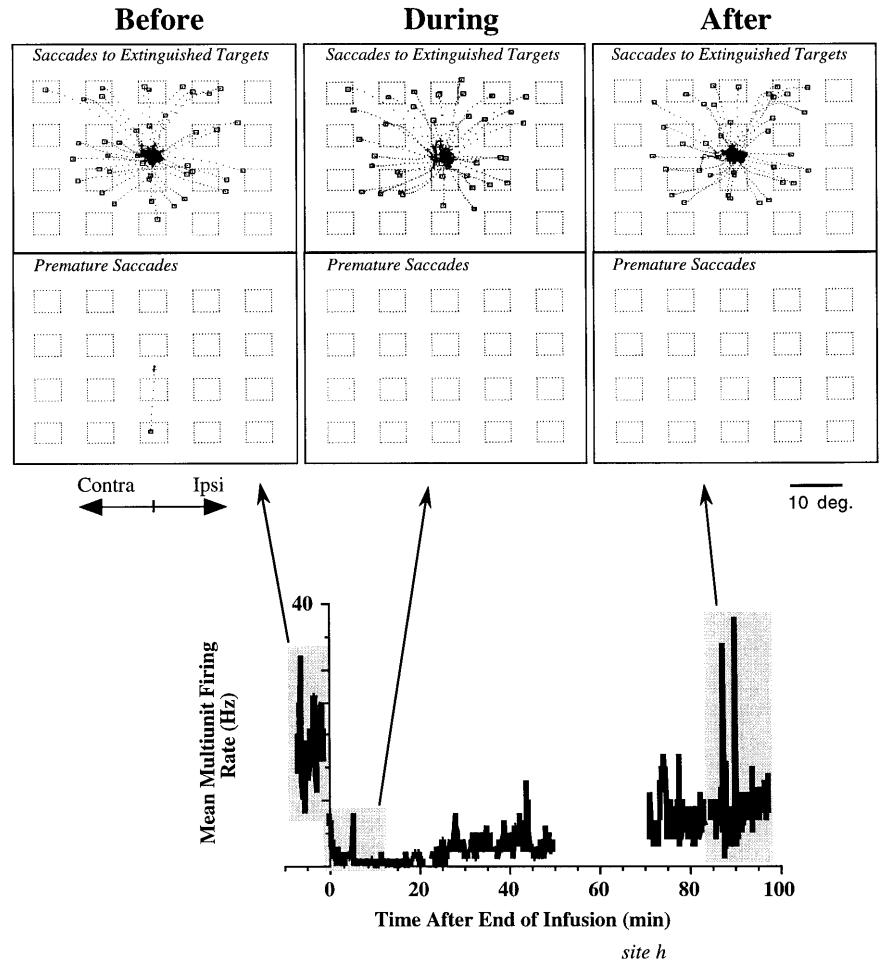 Before During After
Saccades to Extinguished Targets Saccades to Extinguished Targets Saccades to Extinguished Targets
Premature Saccades Premature Saccades Premature Saccades
Contra Ipsi
10 deg.
40
Mean Multiunit Firing
Rate (Hz)
0 20 40 60 80 100
Time After End of Infusion (min)
site h